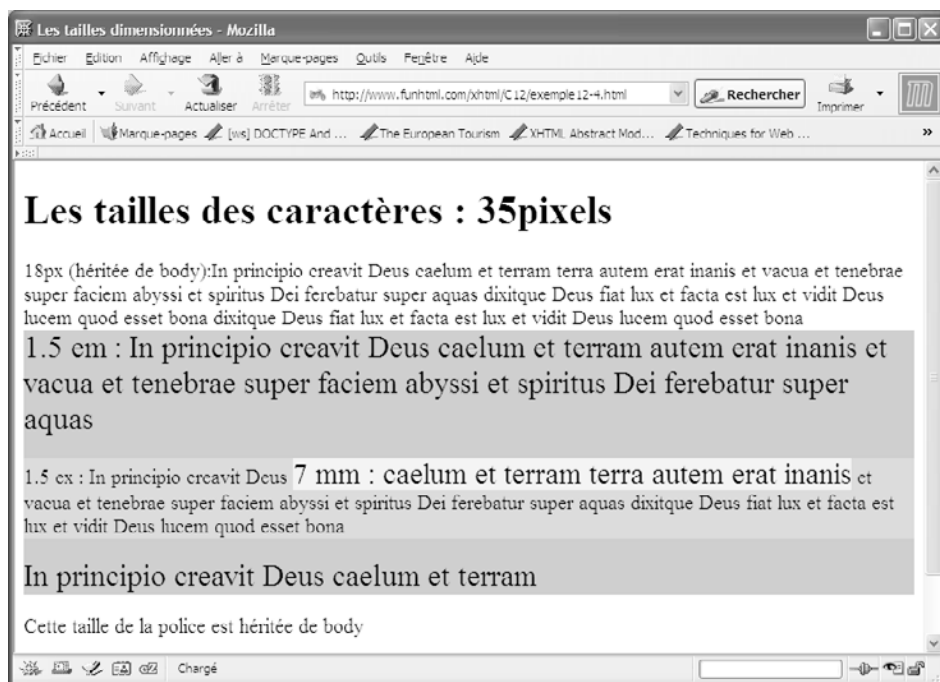 Les tailles dimensionnées - Mozilla
Fichier Edition Affichage Aller à Marque-pages Outils Fenêtre Aide
Précédent Suivant Actualiser Arrêter http://www.funhtml.com/xhtml/C12/exemple12-4.html Rechercher Imprimer
Accueil Marque-pages [ws] DOCTYPE And ... The European Tourism XHTML Abstract Mod... Techniques for Web ... »
Les tailles des caractères : 35pixels
18px (héritée de body):In principio creavit Deus caelum et terram terra autem erat inanis et vacua et tenebrae
super faciem abyssi et spiritus Dei ferebatur super aquas dixitque Deus fiat lux et facta est lux et vidit Deus
lucem quod esset bona dixitque Deus fiat lux et facta est lux et vidit Deus lucem quod esset bona
1.5 em : In principio creavit Deus caelum et terram autem erat inanis et
vacua et tenebrae super faciem abyssi et spiritus Dei ferebatur super
aquas
1.5 ex : In principio creavit Deus 7 mm : caelum et terram terra autem erat inanis et
vacua et tenebrae super faciem abyssi et spiritus Dei ferebatur super aquas dixitque Deus fiat lux et facta est
lux et vidit Deus lucem quod esset bona
In principio creavit Deus caelum et terram
Cette taille de la police est héritée de body
Chargé